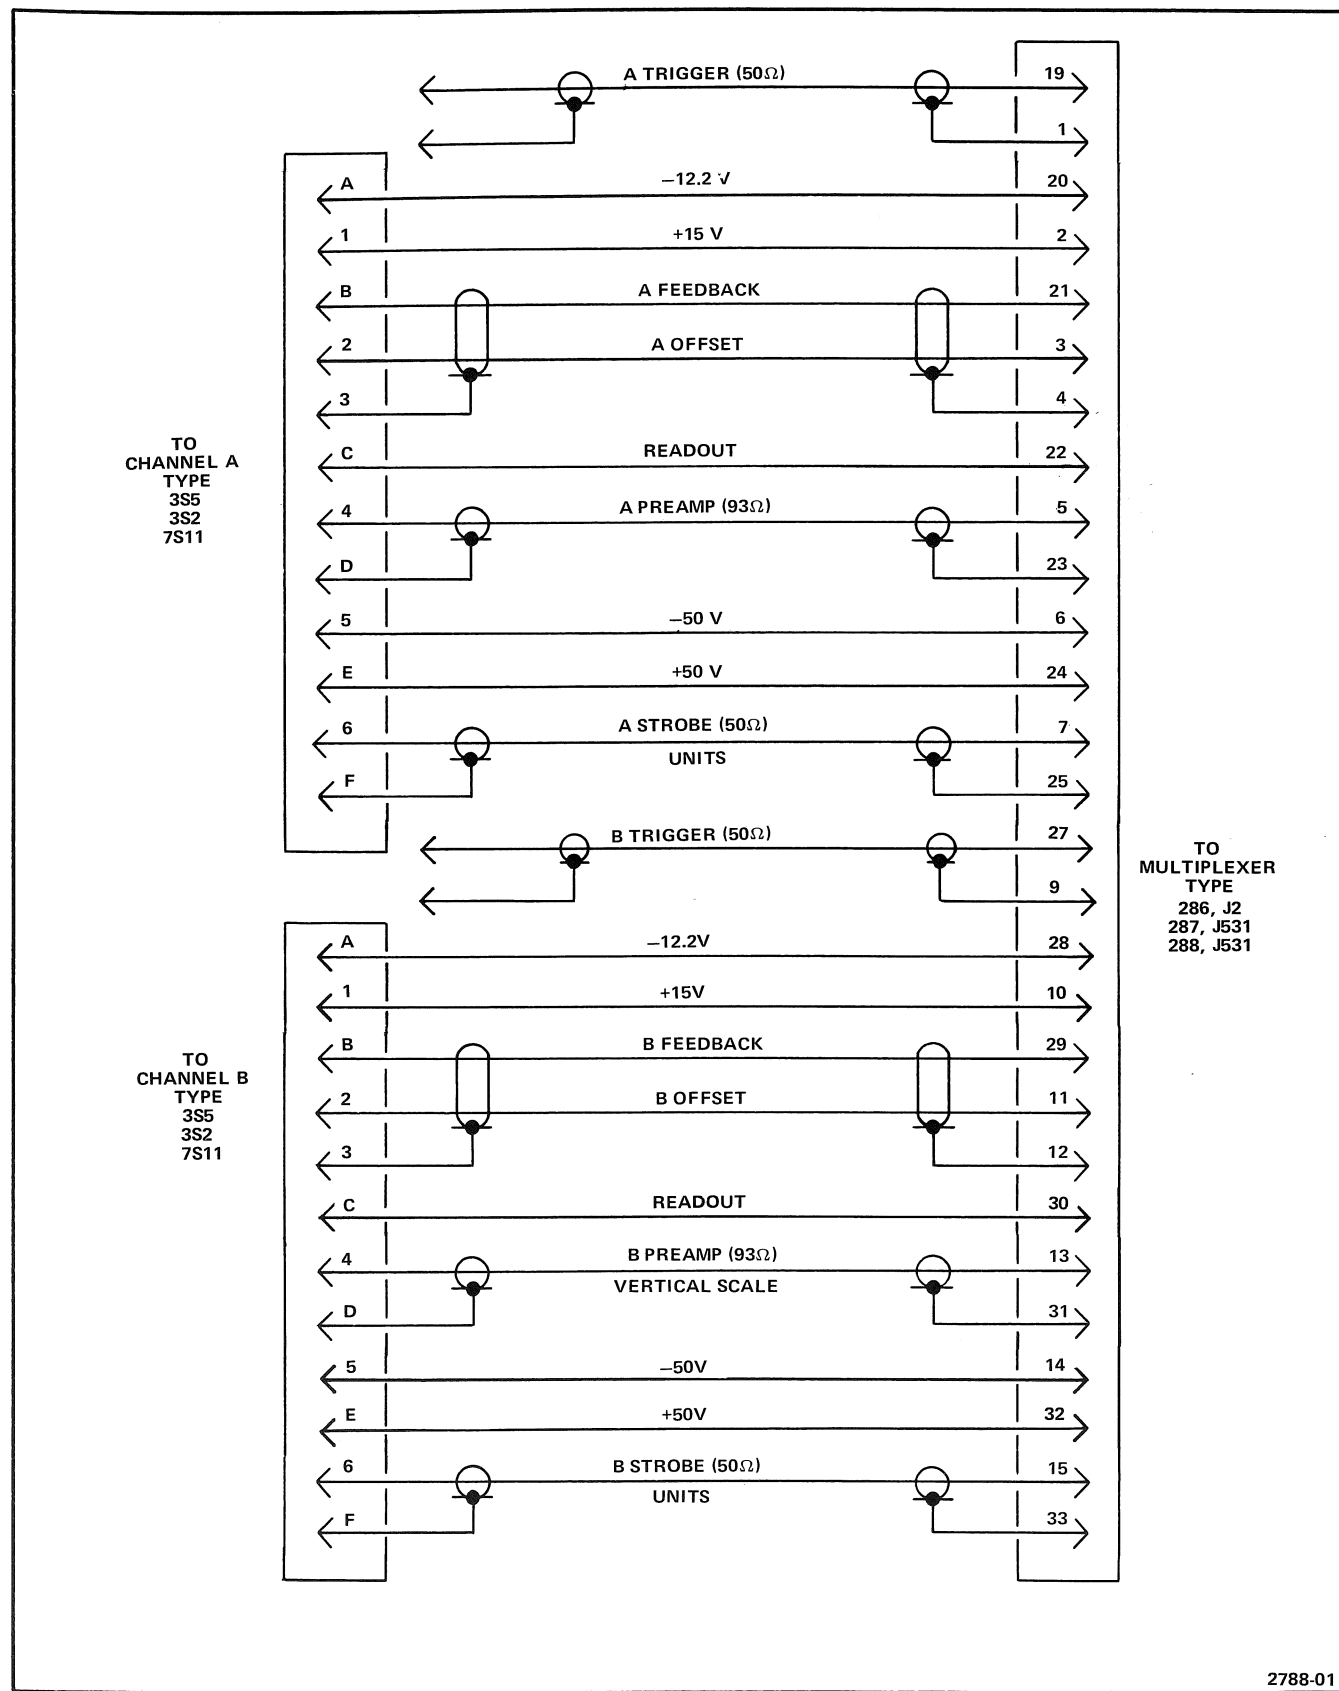 A TRIGGER (50Ω) 19
1
A −12.2 V 20
1 +15 V 2
B A FEEDBACK 21
2 A OFFSET 3
3 4
C READOUT 22
4 A PREAMP (93Ω) 5
D 23
5 −50 V 6
E +50 V 24
6 A STROBE (50Ω) 7
UNITS
F 25
TO
CHANNEL A
TYPE
3S5
3S2
7S11
B TRIGGER (50Ω) 27
9
TO
MULTIPLEXER
TYPE
286, J2
287, J531
288, J531
A −12.2V 28
1 +15V 10
B B FEEDBACK 29
2 B OFFSET 11
3 12
C READOUT 30
4 B PREAMP (93Ω) 13
VERTICAL SCALE
D 31
5 −50V 14
E +50V 32
6 B STROBE (50Ω) 15
UNITS
F 33
TO
CHANNEL B
TYPE
3S5
3S2
7S11
2788-01